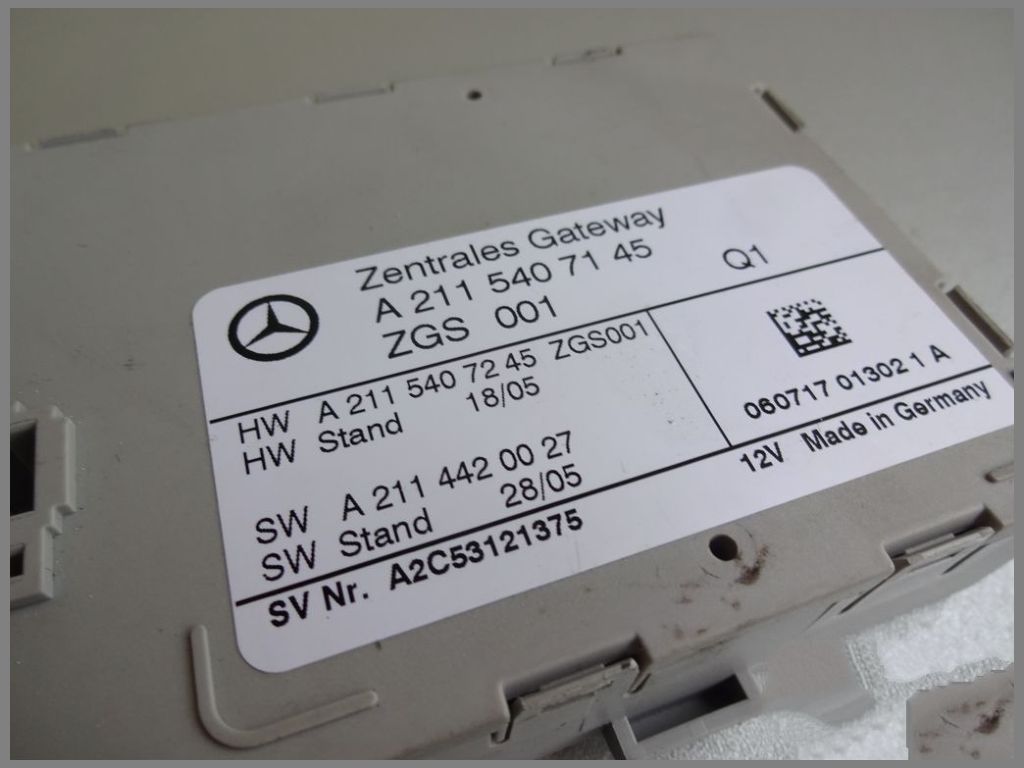 Zentrales Gateway
A 211 540 71 45
ZGS 001
Q1
HW A 211 540 72 45 ZGS001
HW Stand 18/05
SW A 211 442 00 27
SW Stand 28/05
060717 01302 1 A
SV Nr. A2C53121375
12V Made in Germany